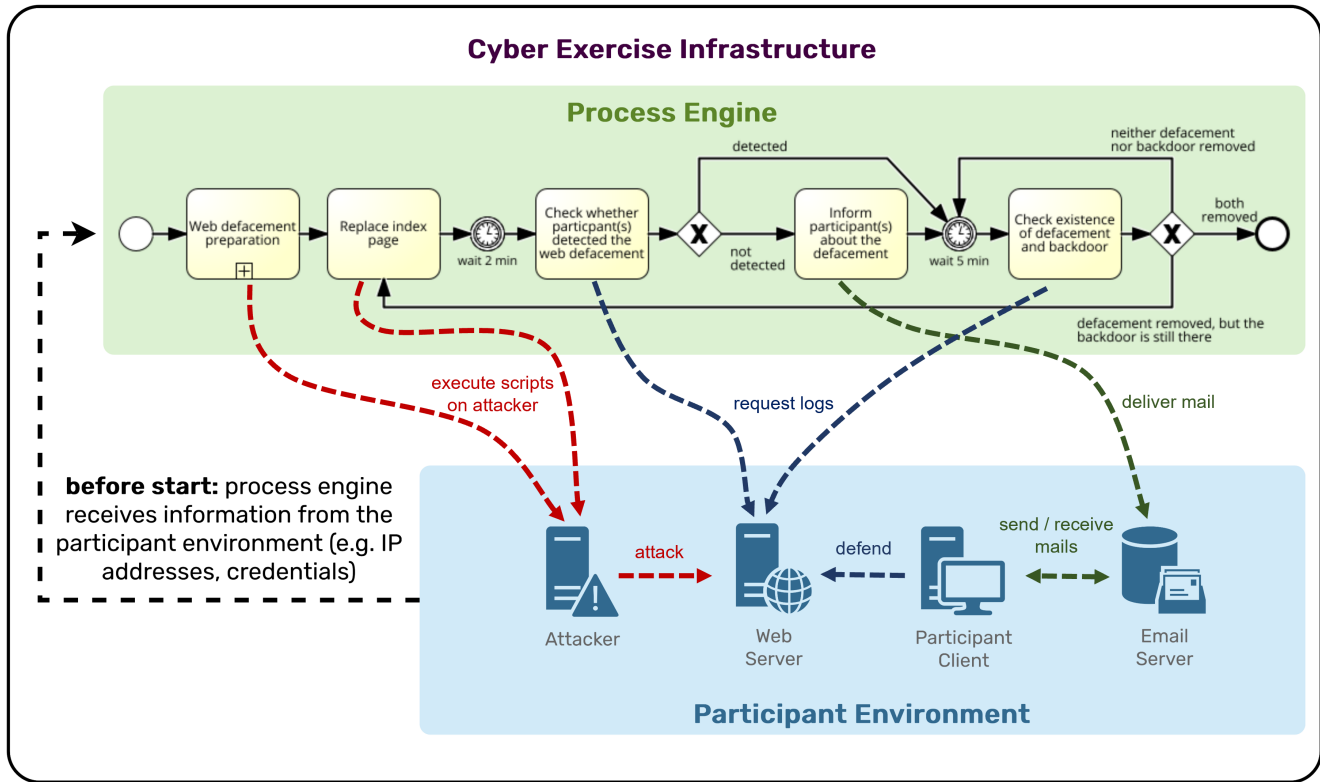 Cyber Exercise Infrastructure
Process Engine
neither defacement
nor backdoor removed
detected
Web defacement
preparation
Replace index
page
wait 2 min
Check whether
particpant(s)
detected the
web defacement
X
not
detected
Inform
participant(s)
about the
defacement
wait 5 min
Check existence
of defacement
and backdoor
X
both
removed
defacement removed, but the
backdoor is still there
execute scripts
on attacker
request logs
deliver mail
before start: process engine
receives information from the
participant environment (e.g. IP
addresses, credentials)
attack
defend
send / receive
mails
Attacker
Web
Server
Participant
Client
Email
Server
Participant Environment